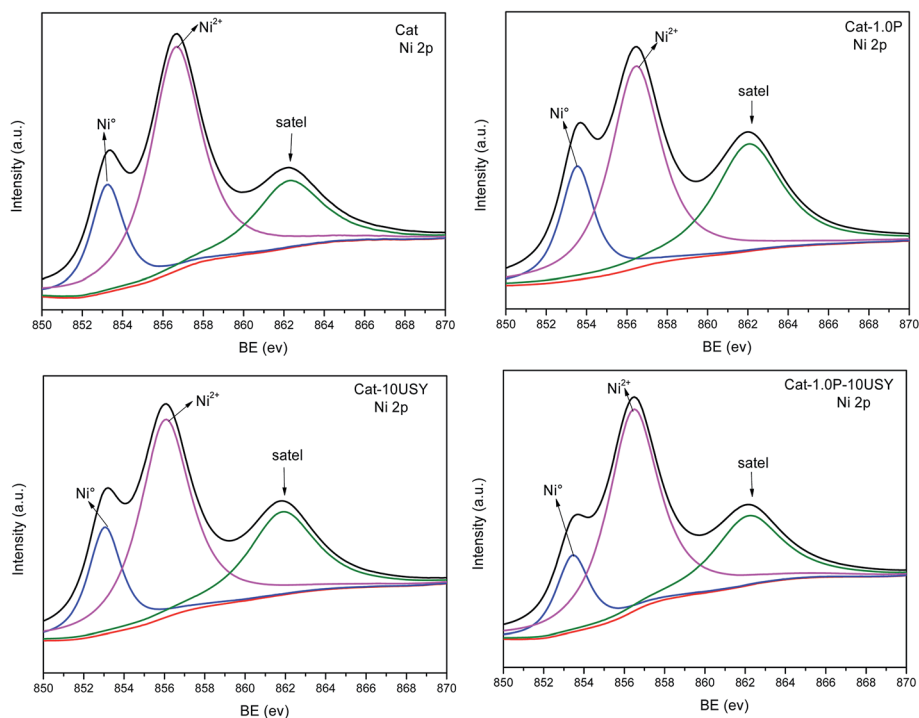 Cat
Ni 2p
Ni²⁺
Ni°
satel
Intensity (a.u.)
850 852 854 856 858 860 862 864 866 868 870
BE (ev)
Cat-1.0P
Ni 2p
Ni²⁺
Ni°
satel
Intensity (a.u.)
850 852 854 856 858 860 862 864 866 868 870
BE (ev)
Cat-10USY
Ni 2p
Ni²⁺
Ni°
satel
Intensity (a.u.)
850 852 854 856 858 860 862 864 866 868 870
BE (ev)
Cat-1.0P-10USY
Ni 2p
Ni²⁺
Ni°
satel
Intensity (a.u.)
850 852 854 856 858 860 862 864 866 868 870
BE (ev)